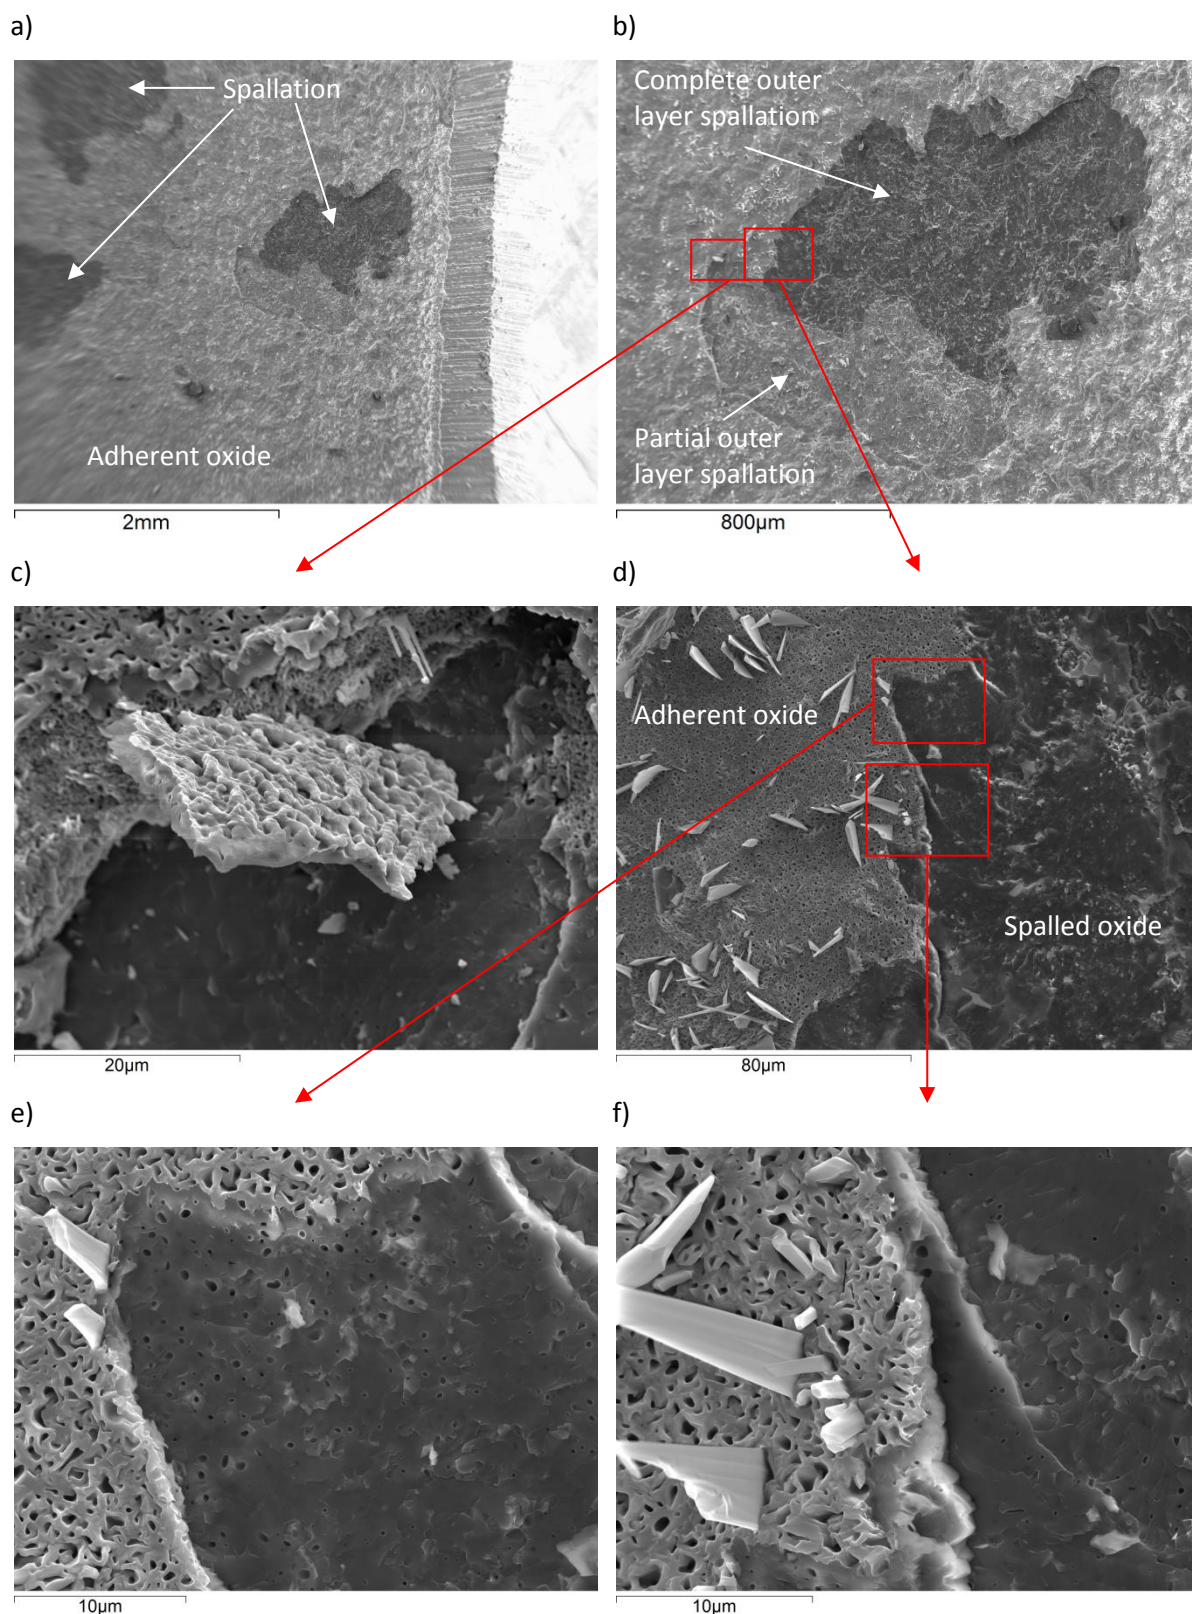 a)
b)
Spallation
Complete outer
layer spallation
Adherent oxide
Partial outer
layer spallation
2mm
800µm
c)
d)
Adherent oxide
Spalled oxide
20µm
80µm
e)
f)
10µm
10µm